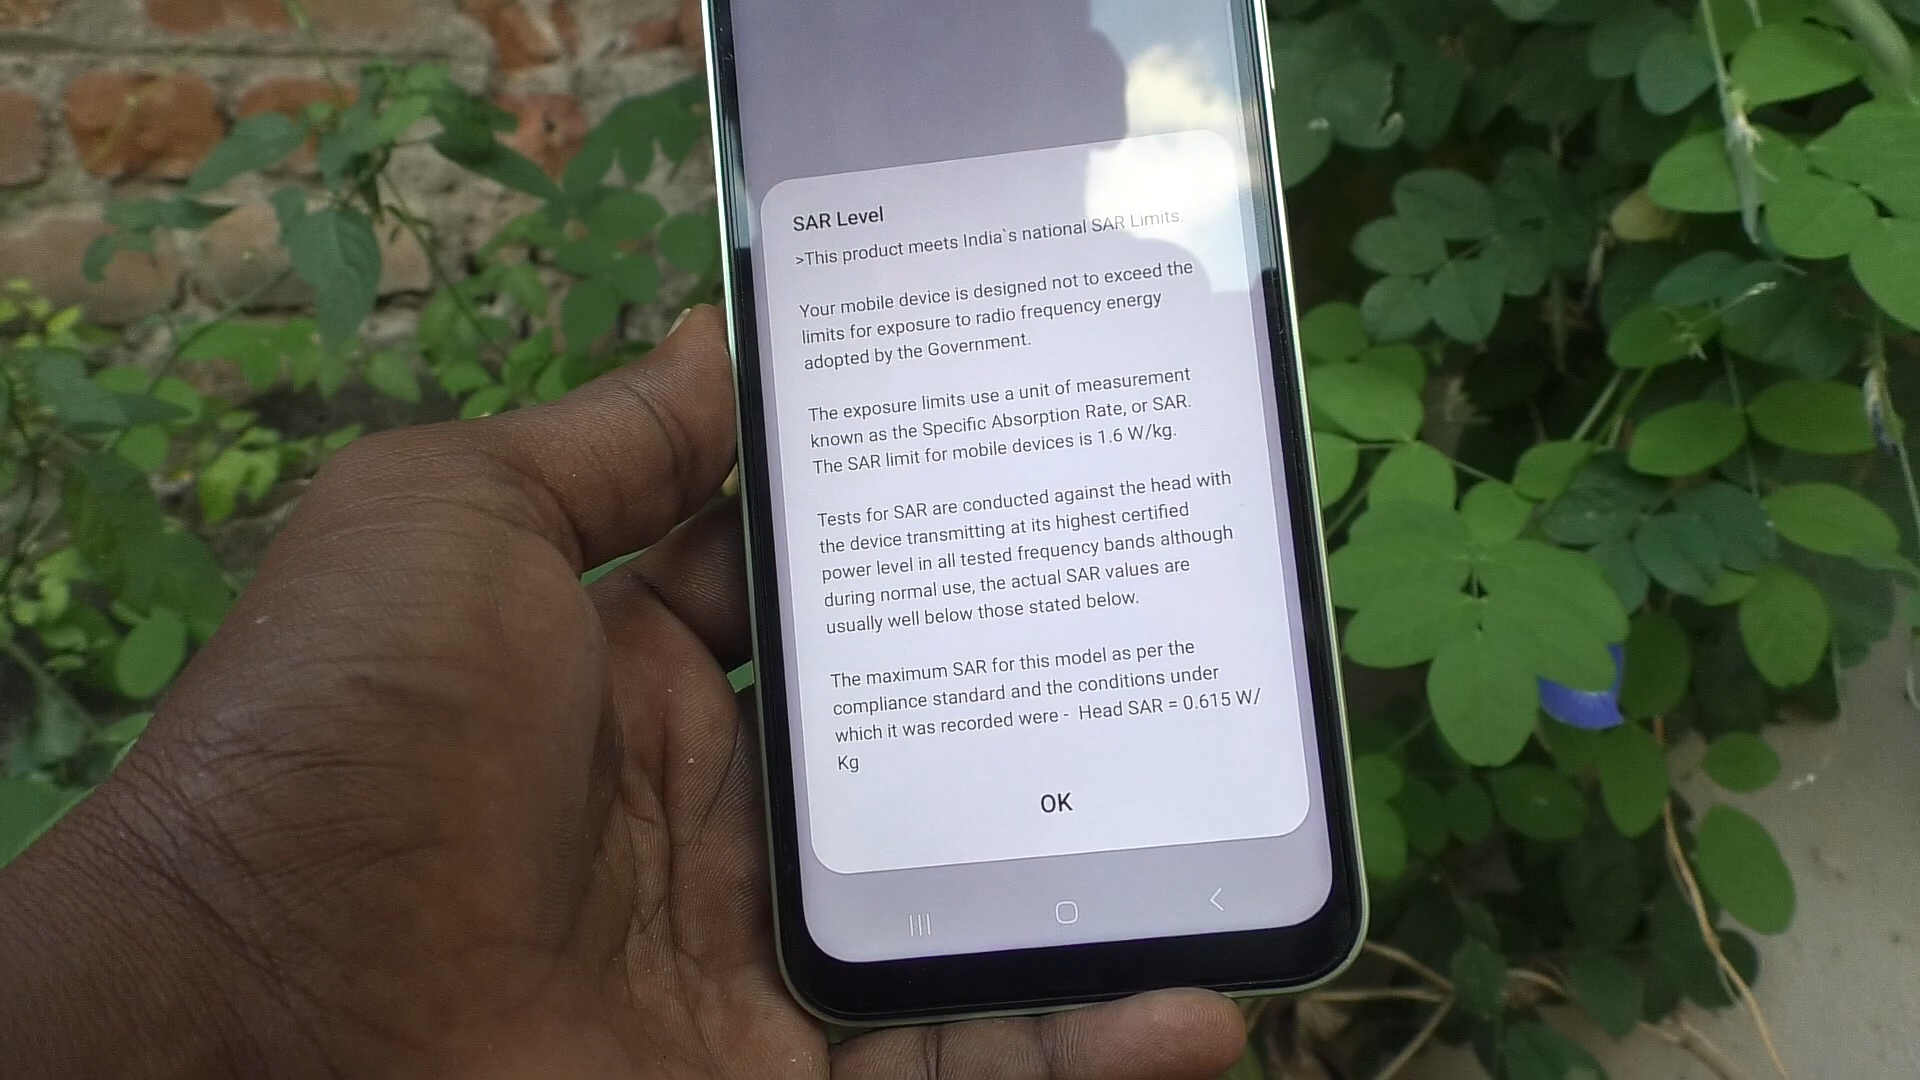 SAR Level
>This product meets India`s national SAR Limits.
Your mobile device is designed not to exceed the
limits for exposure to radio frequency energy
adopted by the Government.
The exposure limits use a unit of measurement
known as the Specific Absorption Rate, or SAR.
The SAR limit for mobile devices is 1.6 W/kg.
Tests for SAR are conducted against the head with
the device transmitting at its highest certified
power level in all tested frequency bands although
during normal use, the actual SAR values are
usually well below those stated below.
The maximum SAR for this model as per the
compliance standard and the conditions under
which it was recorded were -  Head SAR = 0.615 W/
Kg
OK